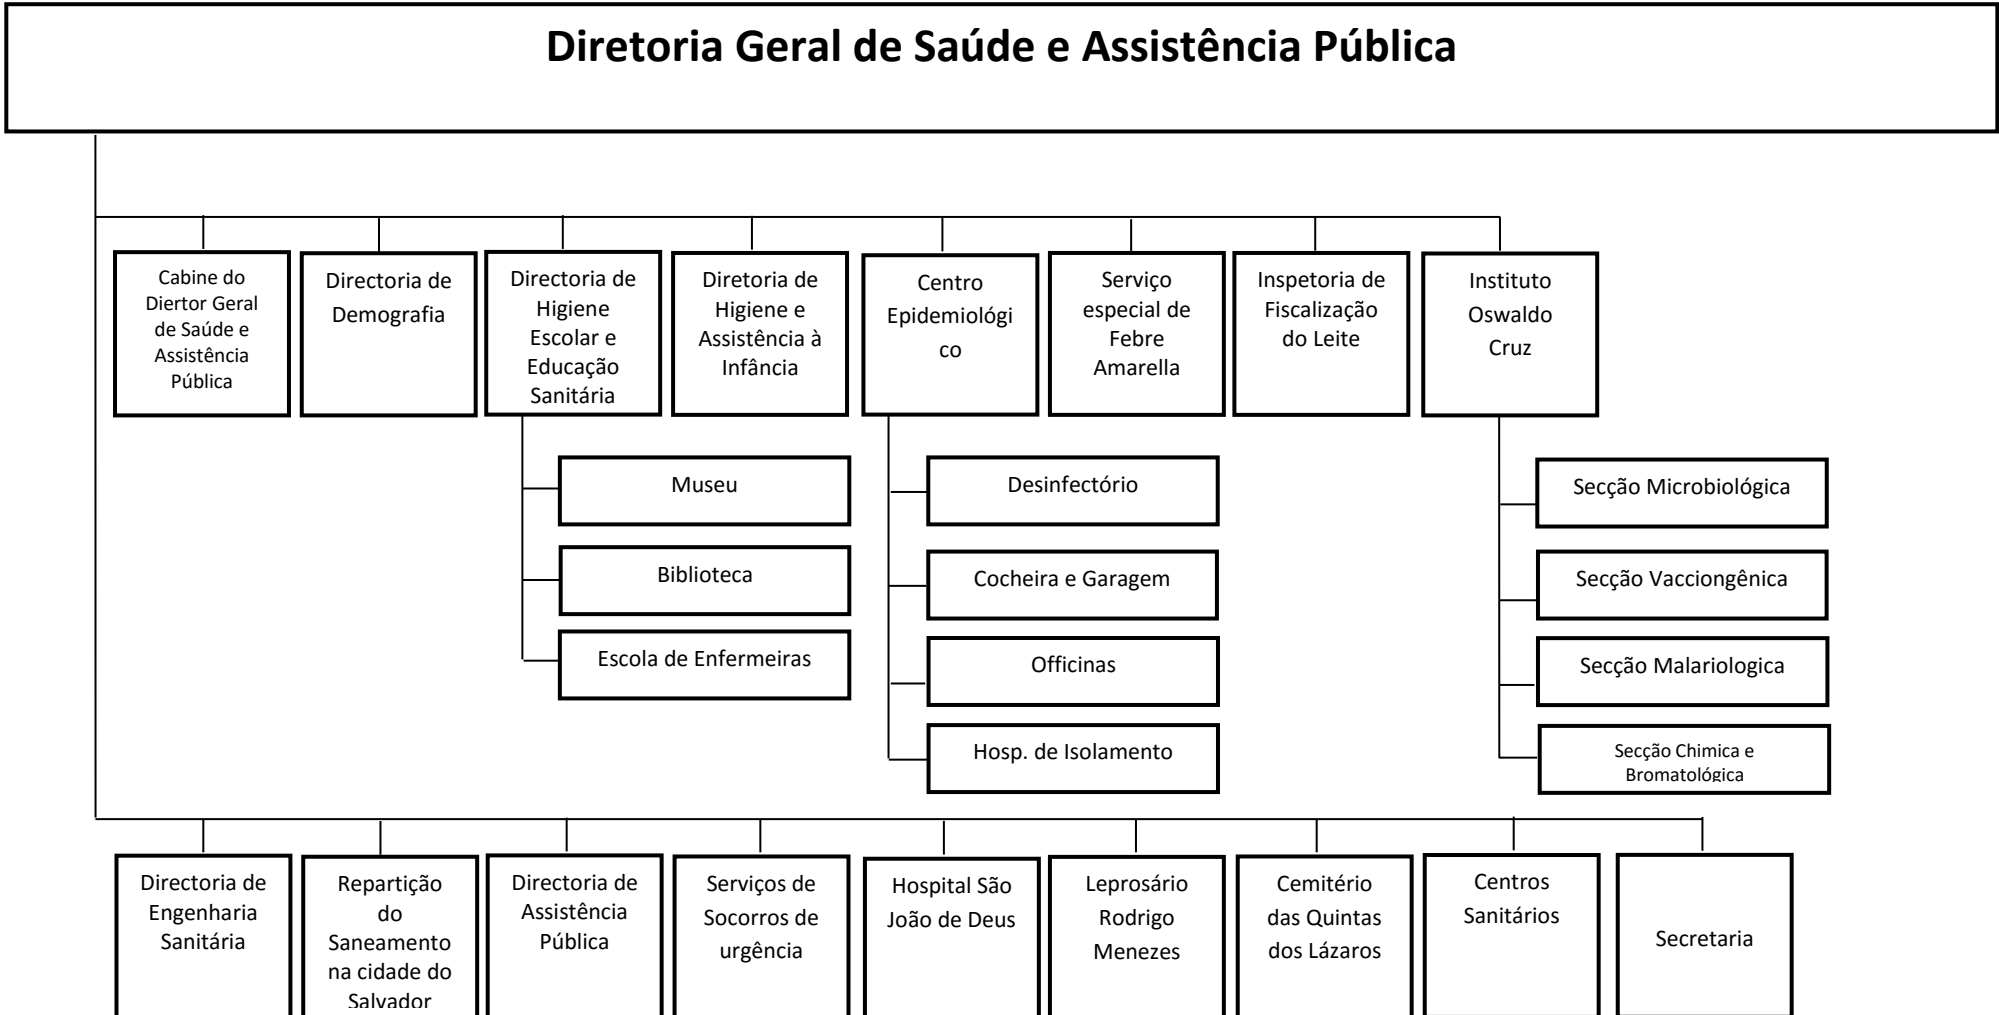 Diretoria Geral de Saúde e Assistência Pública
Cabine do
Diertor Geral
de Saúde e
Assistência
Pública
Directoria de
Demografia
Directoria de
Higiene
Escolar e
Educação
Sanitária
Diretoria de
Higiene e
Assistência à
Infância
Centro
Epidemiológi
co
Serviço
especial de
Febre
Amarella
Inspetoria de
Fiscalização
do Leite
Instituto
Oswaldo
Cruz
Museu
Biblioteca
Escola de Enfermeiras
Desinfectório
Cocheira e Garagem
Officinas
Hosp. de Isolamento
Secção Microbiológica
Secção Vacciongênica
Secção Malariologica
Secção Chimica e
Bromatológica
Directoria de
Engenharia
Sanitária
Repartição
do
Saneamento
na cidade do
Salvador
Directoria de
Assistência
Pública
Serviços de
Socorros de
urgência
Hospital São
João de Deus
Leprosário
Rodrigo
Menezes
Cemitério
das Quintas
dos Lázaros
Centros
Sanitários
Secretaria